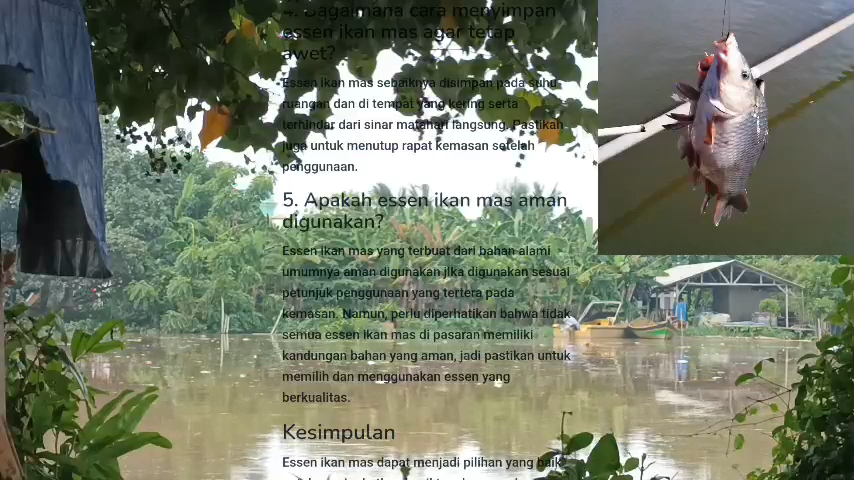 4. Bagaimana cara menyimpan
essen ikan mas agar tetap
awet?
Essen ikan mas sebaiknya disimpan pada suhu
ruangan dan di tempat yang kering serta
terhindar dari sinar matahari langsung. Pastikan
juga untuk menutup rapat kemasan setelah
penggunaan.
5. Apakah essen ikan mas aman
digunakan?
Essen ikan mas yang terbuat dari bahan alami
umumnya aman digunakan jika digunakan sesuai
petunjuk penggunaan yang tertera pada
kemasan. Namun, perlu diperhatikan bahwa tidak
semua essen ikan mas di pasaran memiliki
kandungan bahan yang aman, jadi pastikan untuk
memilih dan menggunakan essen yang
berkualitas.
Kesimpulan
Essen ikan mas dapat menjadi pilihan yang baik